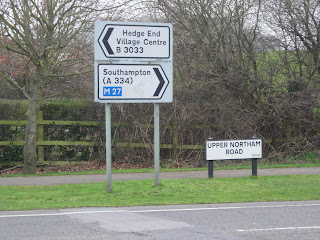 Hedge End
Village Centre
B 3033
Southampton
(A 334)
M 27
UPPER NORTHAM
ROAD